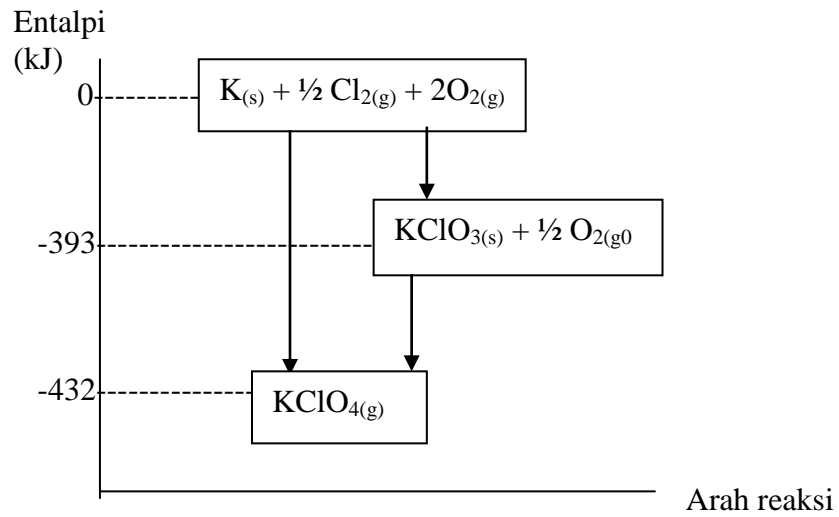 Entalpi
(kJ)
0
K(s) + ½ Cl2(g) + 2O2(g)
-393
KClO3(s) + ½ O2(g0
-432
KClO4(g)
Arah reaksi